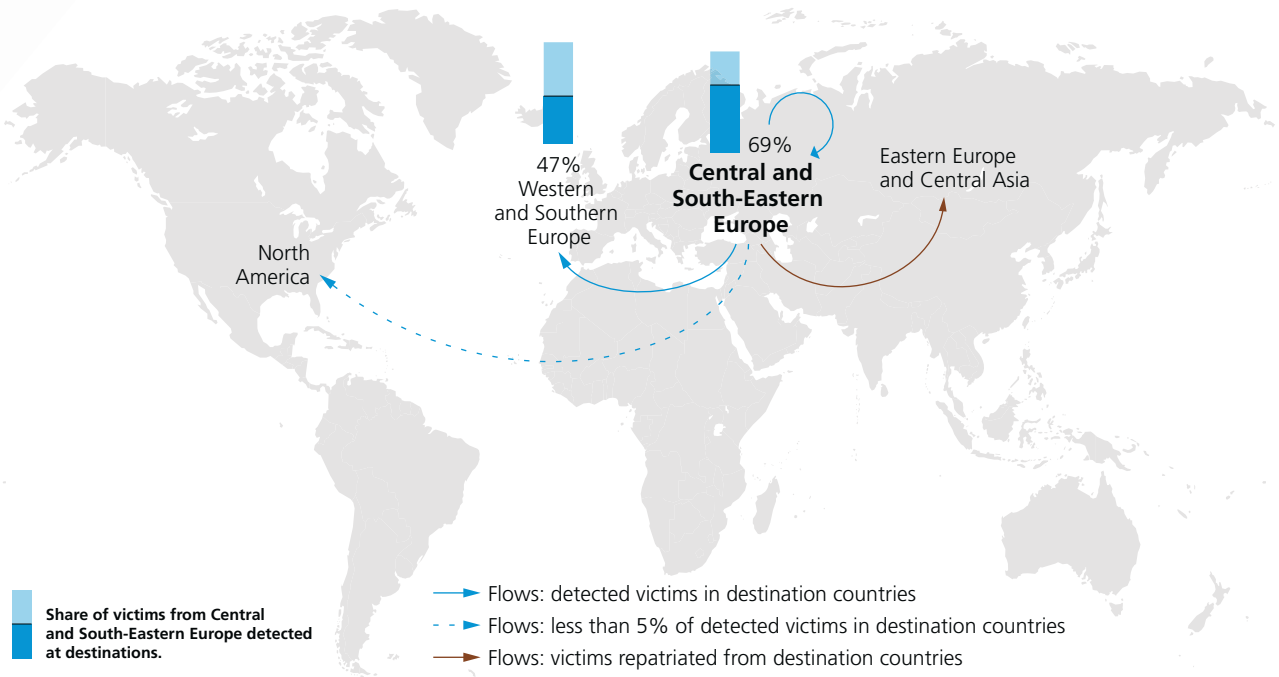 69%
Central and
South-Eastern
Europe
47%
Western
and Southern
Europe
Eastern Europe
and Central Asia
North
America
Share of victims from Central
and South-Eastern Europe detected
at destinations.
Flows: detected victims in destination countries
Flows: less than 5% of detected victims in destination countries
Flows: victims repatriated from destination countries